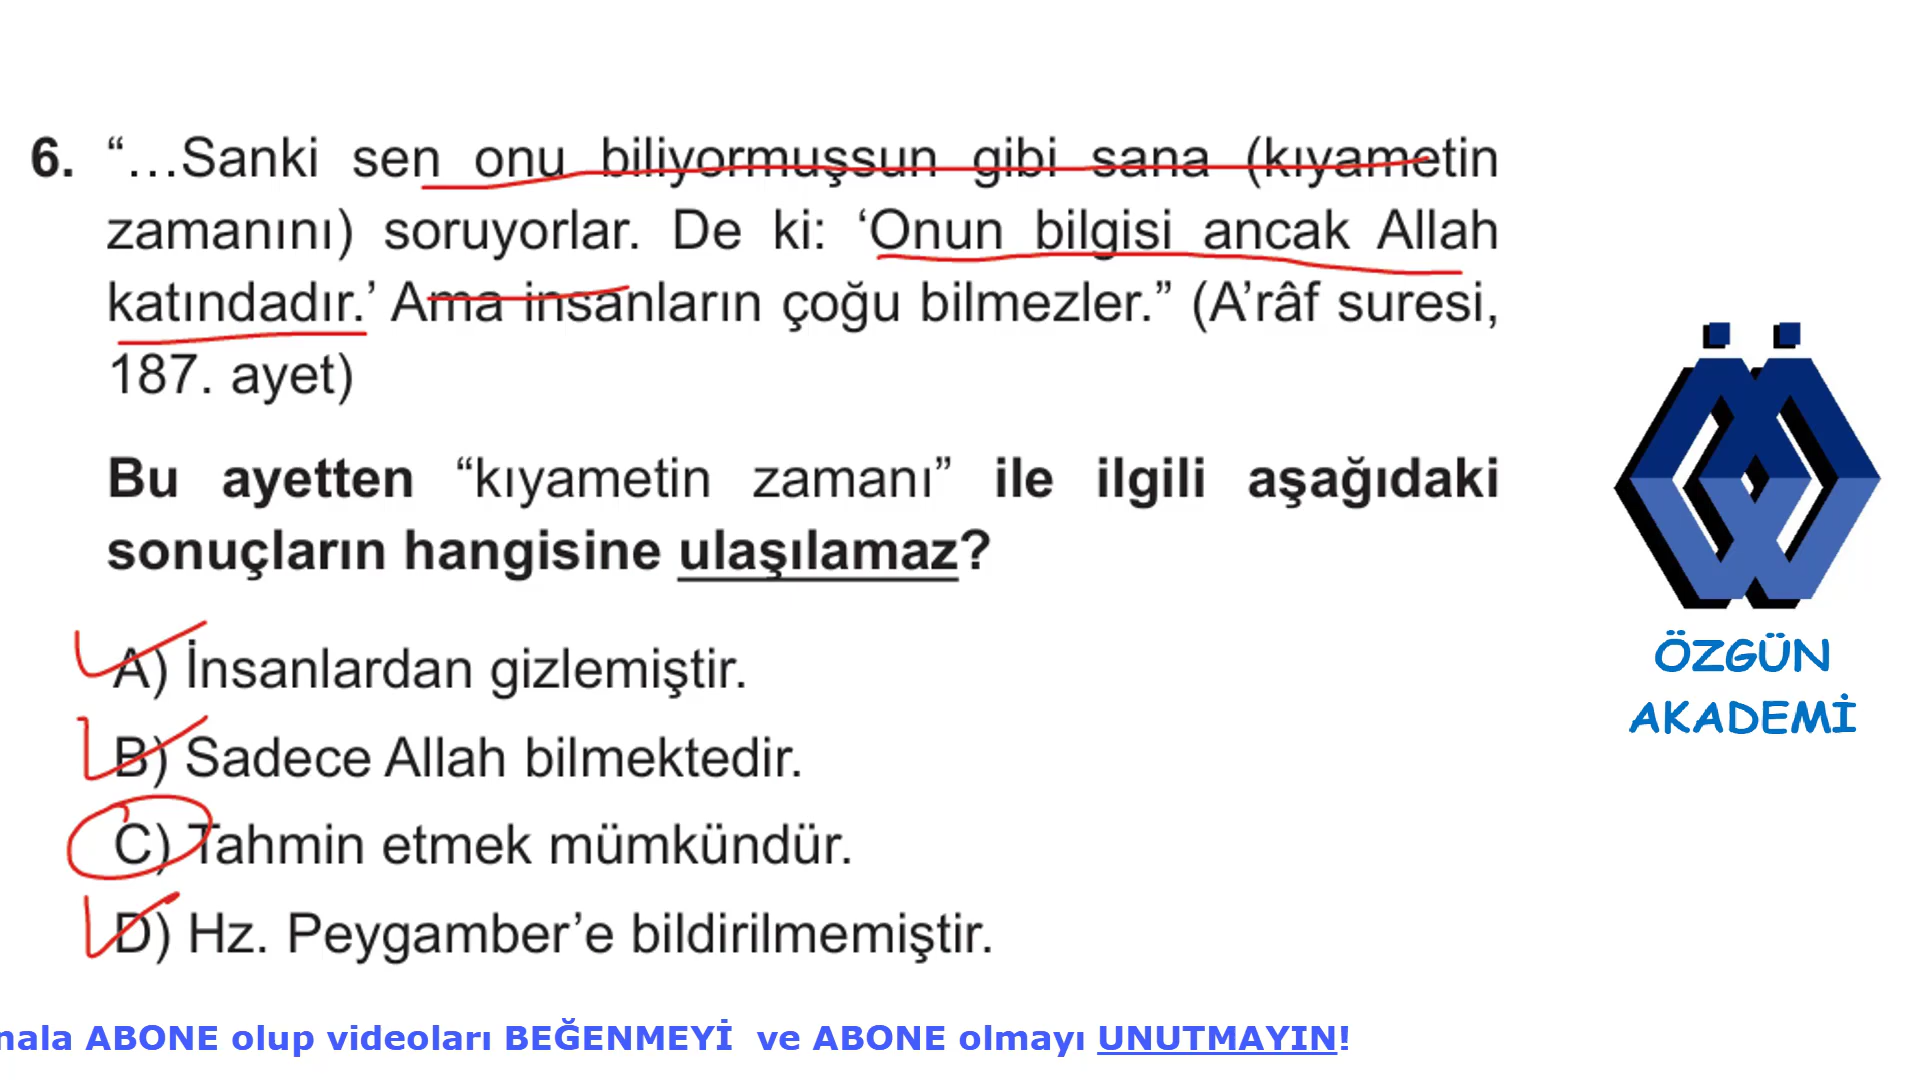 6. “…Sanki sen onu biliyormuşsun gibi sana (kıyametin
zamanını) soruyorlar. De ki: ‘Onun bilgisi ancak Allah
katındadır.’ Ama insanların çoğu bilmezler.” (A’râf suresi,
187. ayet)
Bu ayetten “kıyametin zamanı” ile ilgili aşağıdaki
sonuçların hangisine ulaşılamaz?
A) İnsanlardan gizlemiştir.
B) Sadece Allah bilmektedir.
C) Tahmin etmek mümkündür.
D) Hz. Peygamber’e bildirilmemiştir.
ÖZGÜN
AKADEMİ
ABONE olup videoları BEĞENMEYİ ve ABONE olmayı UNUTMAYIN!